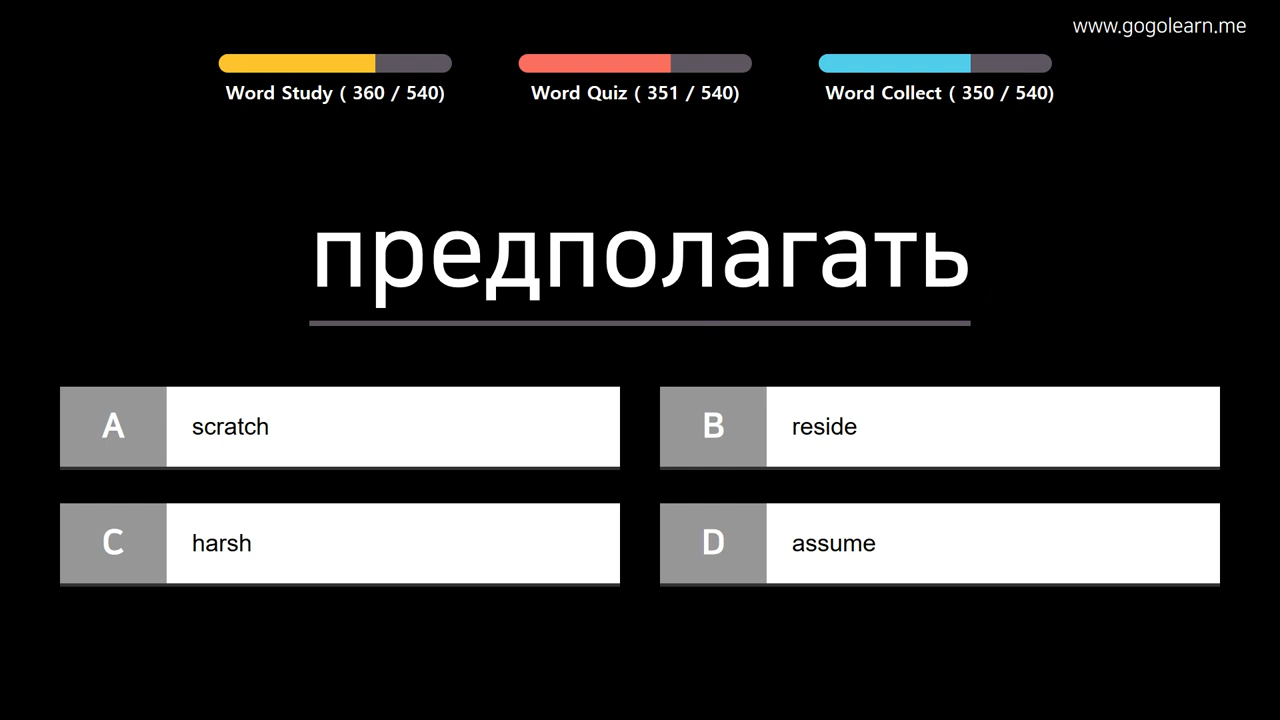 www.gogolearn.me
Word Study ( 360 / 540)
Word Quiz ( 351 / 540)
Word Collect ( 350 / 540)
предполагать
A scratch
B reside
C harsh
D assume